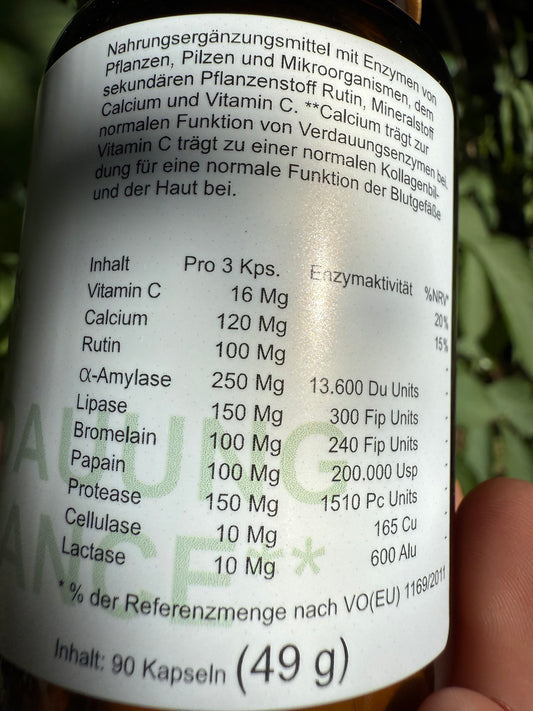 Nahrungsergänzungsmittel mit Enzymen von
Pflanzen, Pilzen und Mikroorganismen, dem
sekundären Pflanzenstoff Rutin, Mineralstoff
Calcium und Vitamin C. **Calcium trägt zur
normalen Funktion von Verdauungsenzymen bei.
Vitamin C trägt zu einer normalen Kollagenbil-
dung für eine normale Funktion der Blutgefäße
und der Haut bei.
Inhalt Pro 3 Kps. Enzymaktivität %NRV*
Vitamin C 16 Mg 20%
Calcium 120 Mg 15%
Rutin 100 Mg -
α-Amylase 250 Mg 13.600 Du Units -
Lipase 150 Mg 300 Fip Units -
Bromelain 100 Mg 240 Fip Units -
Papain 100 Mg 200.000 Usp -
Protease 150 Mg 1510 Pc Units -
Cellulase 10 Mg 165 Cu -
Lactase 10 Mg 600 Alu -
DAUUNG
ANCE**
* % der Referenzmenge nach VO(EU) 1169/2011
Inhalt: 90 Kapseln (49 g)